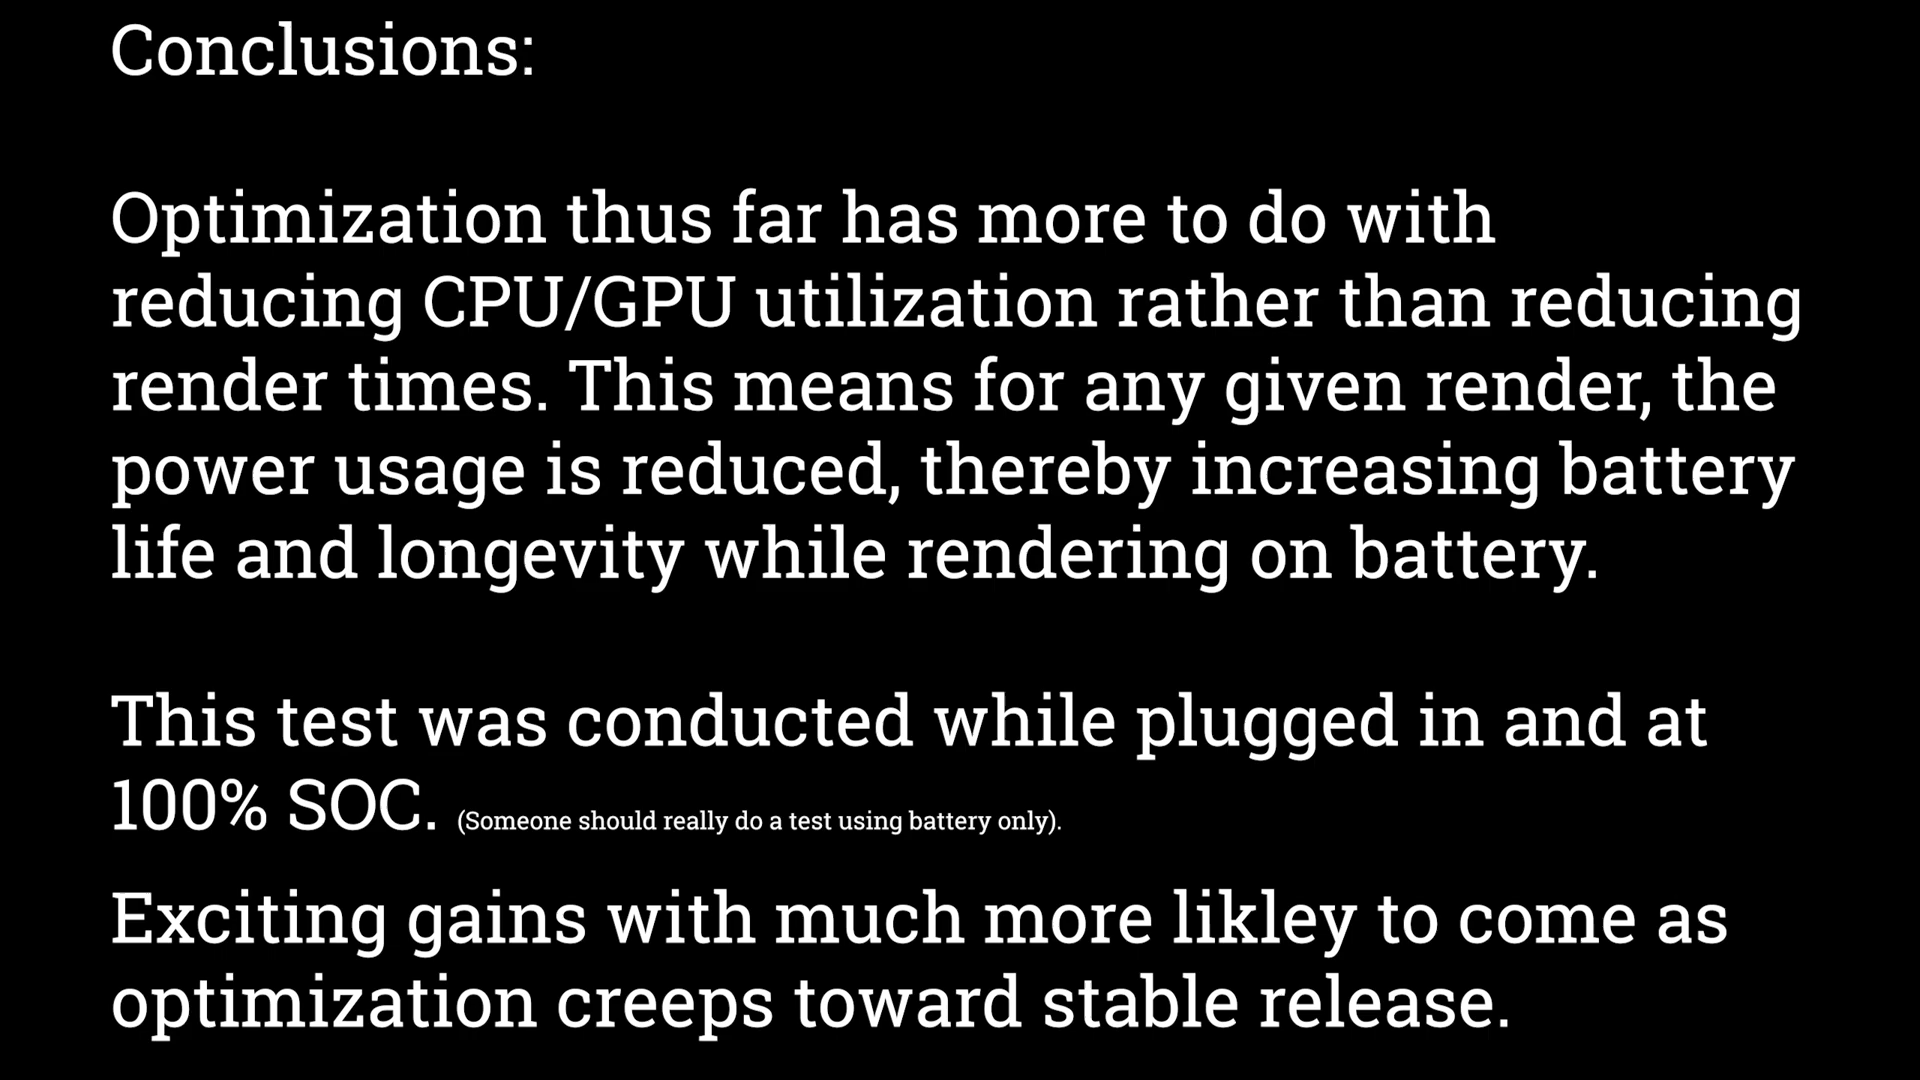 Conclusions:
Optimization thus far has more to do with
reducing CPU/GPU utilization rather than reducing
render times. This means for any given render, the
power usage is reduced, thereby increasing battery
life and longevity while rendering on battery.
This test was conducted while plugged in and at
100% SOC. (Someone should really do a test using battery only).
Exciting gains with much more likley to come as
optimization creeps toward stable release.